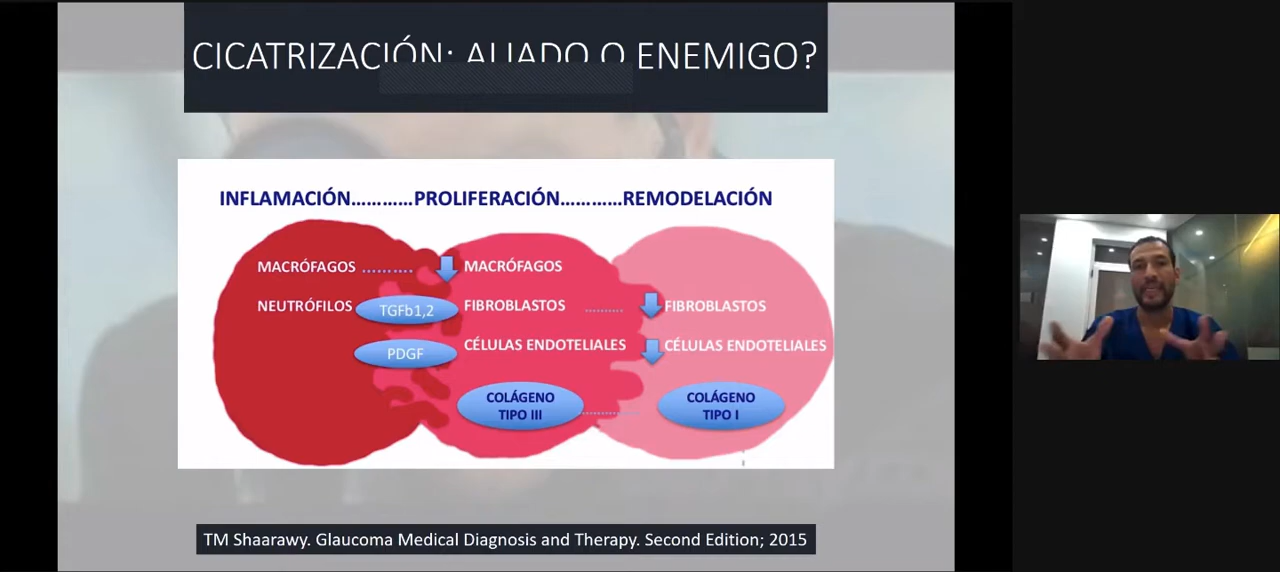 CICATRIZACIÓN: ALIADO O ENEMIGO?
INFLAMACIÓN............PROLIFERACIÓN............REMODELACIÓN
MACRÓFAGOS .......... MACRÓFAGOS
NEUTRÓFILOS TGFb1,2 FIBROBLASTOS ........ FIBROBLASTOS
PDGF CÉLULAS ENDOTELIALES CÉLULAS ENDOTELIALES
COLÁGENO
TIPO III
COLÁGENO
TIPO I
TM Shaarawy. Glaucoma Medical Diagnosis and Therapy. Second Edition; 2015